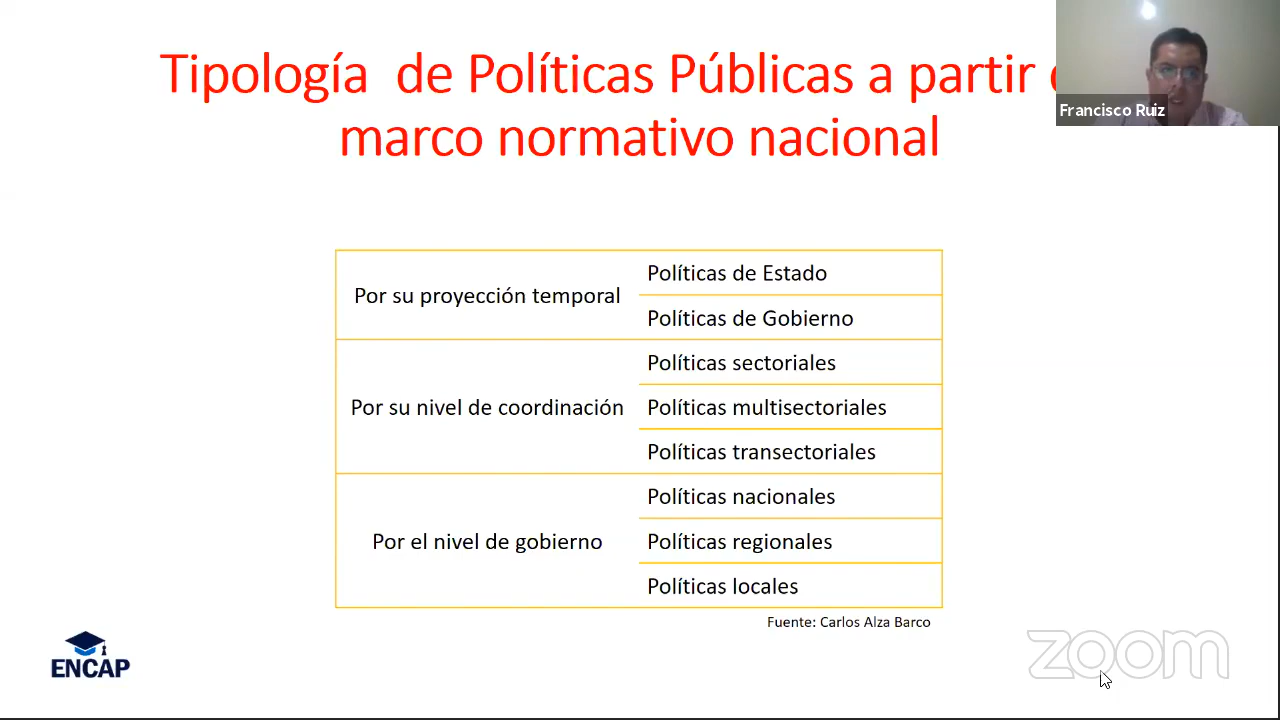 Tipología de Políticas Públicas a partir
marco normativo nacional
Francisco Ruiz
Por su proyección temporal
Políticas de Estado
Políticas de Gobierno
Por su nivel de coordinación
Políticas sectoriales
Políticas multisectoriales
Políticas transectoriales
Por el nivel de gobierno
Políticas nacionales
Políticas regionales
Políticas locales
Fuente: Carlos Alza Barco
ENCAP
zoom